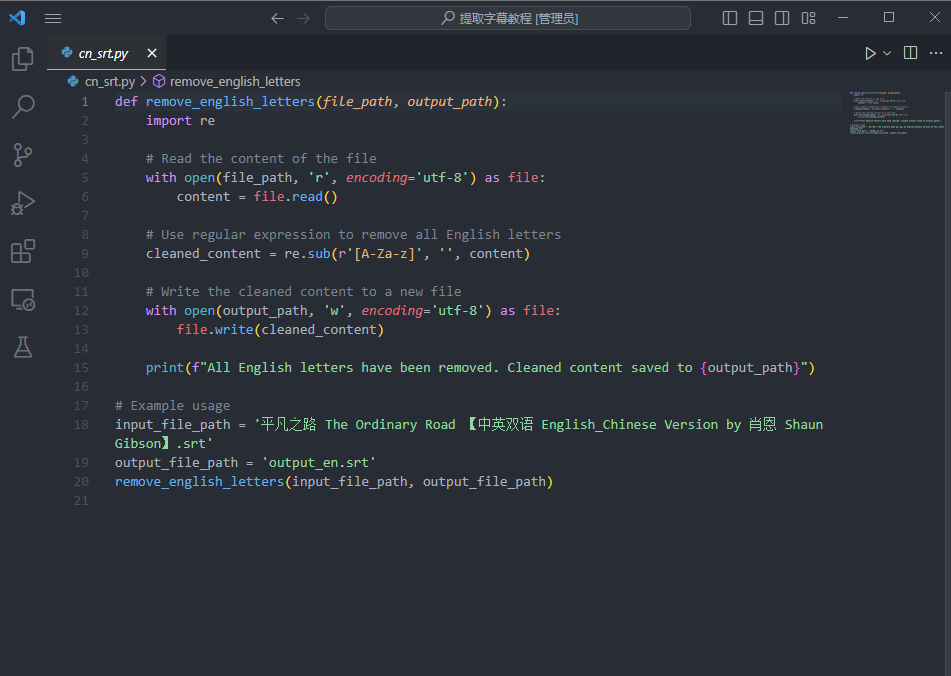 提取字幕教程 [管理员]
cn_srt.py
cn_srt.py > remove_english_letters
1 def remove_english_letters(file_path, output_path):
2 import re
3
4 # Read the content of the file
5 with open(file_path, 'r', encoding='utf-8') as file:
6 content = file.read()
7
8 # Use regular expression to remove all English letters
9 cleaned_content = re.sub(r'[A-Za-z]', '', content)
10
11 # Write the cleaned content to a new file
12 with open(output_path, 'w', encoding='utf-8') as file:
13 file.write(cleaned_content)
14
15 print(f"All English letters have been removed. Cleaned content saved to {output_path}")
16
17 # Example usage
18 input_file_path = '平凡之路 The Ordinary Road 【中英双语 English_Chinese Version by 肖恩 Shaun
Gibson】.srt'
19 output_file_path = 'output_en.srt'
20 remove_english_letters(input_file_path, output_file_path)
21